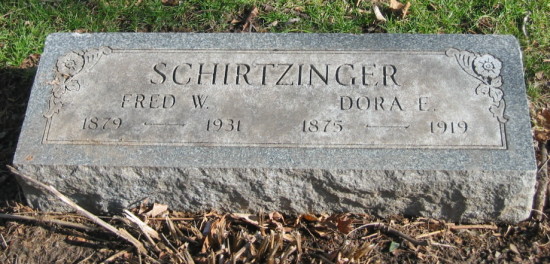 SCHIRTZINGER
FRED W. DORA E.
1879 — 1931 1875 — 1919